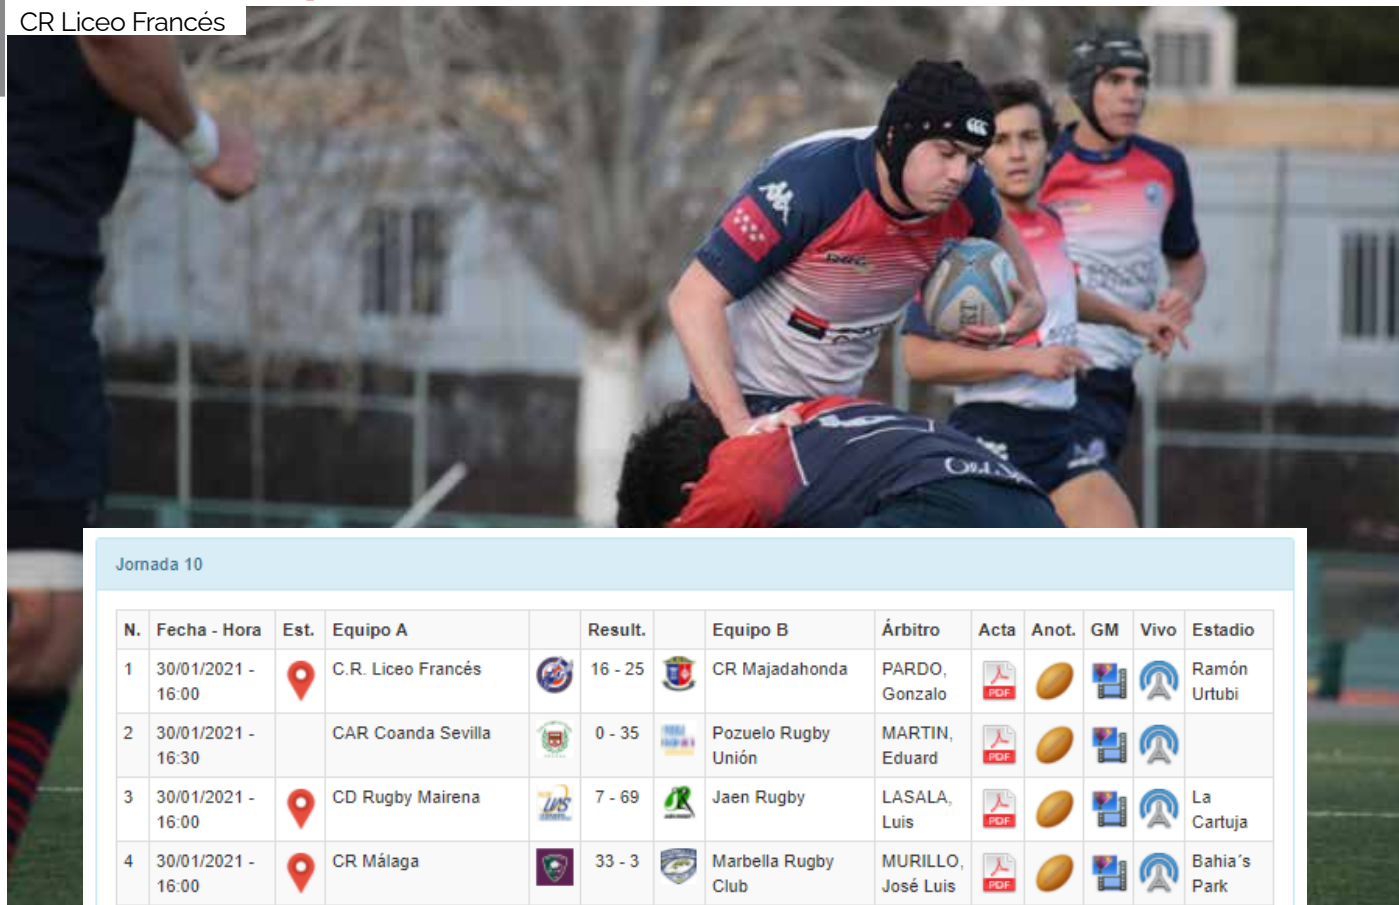 CR Liceo Francés
Jornada 10
N. Fecha - Hora Est. Equipo A Result. Equipo B Árbitro Acta Anot. GM Vivo Estadio
1 30/01/2021 - 16:00 C.R. Liceo Francés 16 - 25 CR Majadahonda PARDO, Gonzalo PDF Ramón Urtubi
2 30/01/2021 - 16:30 CAR Coanda Sevilla 0 - 35 Pozuelo Rugby Unión MARTIN, Eduard PDF
3 30/01/2021 - 16:00 CD Rugby Mairena 7 - 69 Jaen Rugby LASALA, Luis PDF La Cartuja
4 30/01/2021 - 16:00 CR Málaga 33 - 3 Marbella Rugby Club MURILLO, José Luis PDF Bahia´s Park